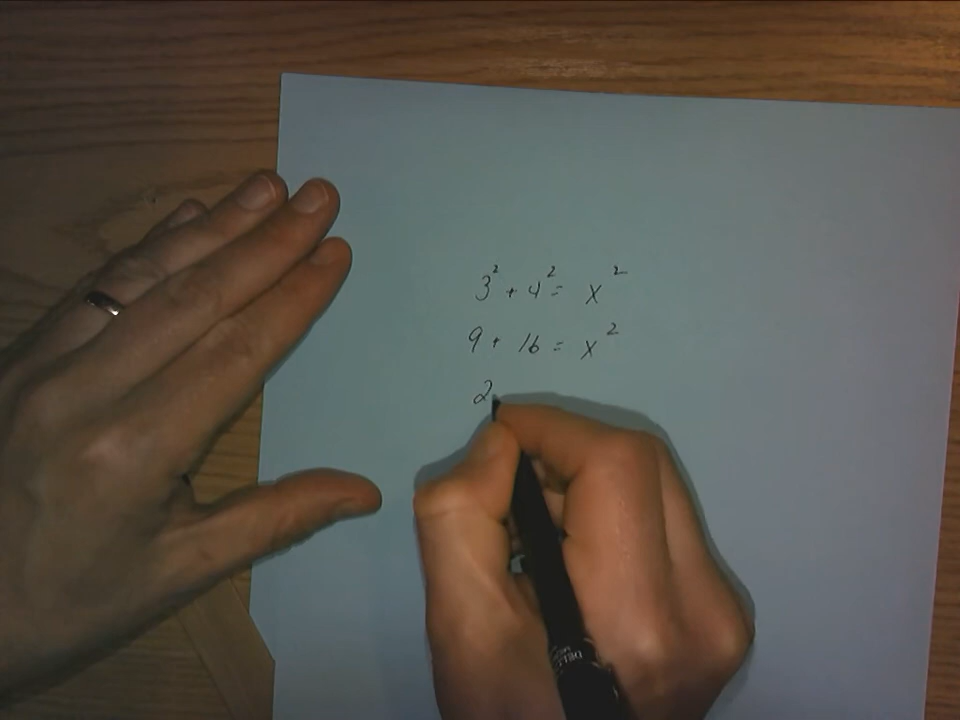 3² + 4² = x²
9 + 16 = x²
2